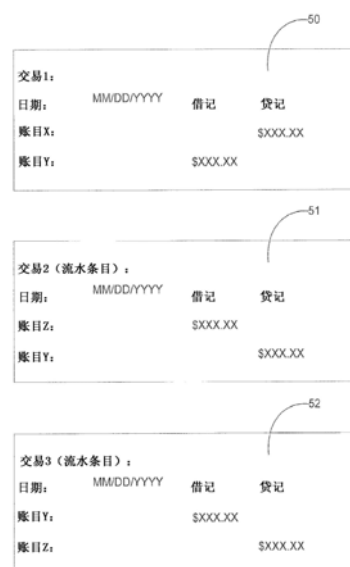 50
交易1：
日期： MM/DD/YYYY 借记 贷记
账目X： $XXX.XX
账目Y： $XXX.XX
51
交易2（流水条目）：
日期： MM/DD/YYYY 借记 贷记
账目Z： $XXX.XX
账目Y： $XXX.XX
52
交易3（流水条目）：
日期： MM/DD/YYYY 借记 贷记
账目Y： $XXX.XX
账目Z： $XXX.XX